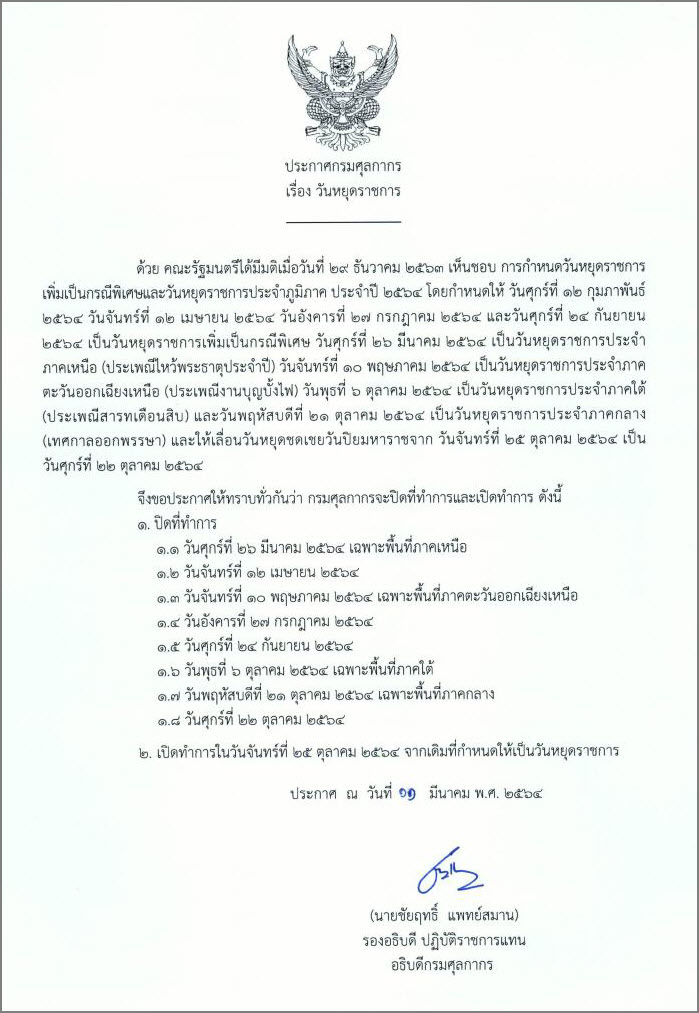 ประกาศกรมศุลกากร
เรื่อง วันหยุดราชการ
ด้วย คณะรัฐมนตรีได้มีมติเมื่อวันที่ ๒๙ ธันวาคม ๒๕๖๓ เห็นชอบ การกำหนดวันหยุดราชการ
เพิ่มเป็นกรณีพิเศษและวันหยุดราชการประจำภูมิภาค ประจำปี ๒๕๖๔ โดยกำหนดให้ วันศุกร์ที่ ๑๒ กุมภาพันธ์
๒๕๖๔ วันจันทร์ที่ ๑๒ เมษายน ๒๕๖๔ วันอังคารที่ ๒๗ กรกฎาคม ๒๕๖๔ และวันศุกร์ที่ ๒๔ กันยายน
๒๕๖๔ เป็นวันหยุดราชการเพิ่มเป็นกรณีพิเศษ วันศุกร์ที่ ๒๖ มีนาคม ๒๕๖๔ เป็นวันหยุดราชการประจำ
ภาคเหนือ (ประเพณีไหว้พระธาตุประจำปี) วันจันทร์ที่ ๑๐ พฤษภาคม ๒๕๖๔ เป็นวันหยุดราชการประจำภาค
ตะวันออกเฉียงเหนือ (ประเพณีงานบุญบั้งไฟ) วันพุธที่ ๖ ตุลาคม ๒๕๖๔ เป็นวันหยุดราชการประจำภาคใต้
(ประเพณีสารทเดือนสิบ) และวันพฤหัสบดีที่ ๒๑ ตุลาคม ๒๕๖๔ เป็นวันหยุดราชการประจำภาคกลาง
(เทศกาลออกพรรษา) และให้เลื่อนวันหยุดชดเชยวันปิยมหาราชจาก วันจันทร์ที่ ๒๕ ตุลาคม ๒๕๖๔ เป็น
วันศุกร์ที่ ๒๒ ตุลาคม ๒๕๖๔
จึงขอประกาศให้ทราบทั่วกันว่า กรมศุลกากรจะปิดที่ทำการและเปิดทำการ ดังนี้
๑. ปิดที่ทำการ
๑.๑ วันศุกร์ที่ ๒๖ มีนาคม ๒๕๖๔ เฉพาะพื้นที่ภาคเหนือ
๑.๒ วันจันทร์ที่ ๑๒ เมษายน ๒๕๖๔
๑.๓ วันจันทร์ที่ ๑๐ พฤษภาคม ๒๕๖๔ เฉพาะพื้นที่ภาคตะวันออกเฉียงเหนือ
๑.๔ วันอังคารที่ ๒๗ กรกฎาคม ๒๕๖๔
๑.๕ วันศุกร์ที่ ๒๔ กันยายน ๒๕๖๔
๑.๖ วันพุธที่ ๖ ตุลาคม ๒๕๖๔ เฉพาะพื้นที่ภาคใต้
๑.๗ วันพฤหัสบดีที่ ๒๑ ตุลาคม ๒๕๖๔ เฉพาะพื้นที่ภาคกลาง
๑.๘ วันศุกร์ที่ ๒๒ ตุลาคม ๒๕๖๔
๒. เปิดทำการในวันจันทร์ที่ ๒๕ ตุลาคม ๒๕๖๔ จากเดิมที่กำหนดให้เป็นวันหยุดราชการ
ประกาศ ณ วันที่ ๑๑ มีนาคม พ.ศ. ๒๕๖๔
(นายชัยฤทธิ์ แพทย์สมาน)
รองอธิบดี ปฏิบัติราชการแทน
อธิบดีกรมศุลกากร